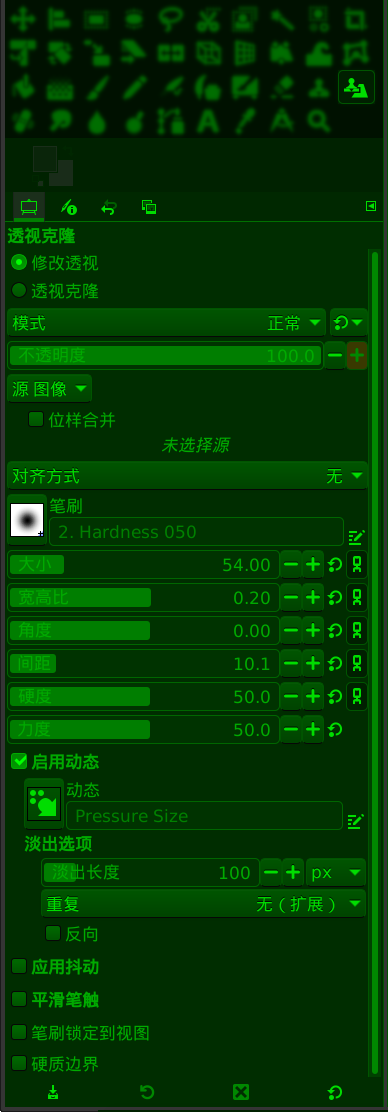 透视克隆
修改透视
透视克隆
模式 正常
不透明度 100.0
源 图像
位样合并
未选择源
对齐方式 无
笔刷
2. Hardness 050
大小 54.00
宽高比 0.20
角度 0.00
间距 10.1
硬度 50.0
力度 50.0
启用动态
动态
Pressure Size
淡出选项
淡出长度 100 px
重复 无（扩展）
反向
应用抖动
平滑笔触
笔刷锁定到视图
硬质边界